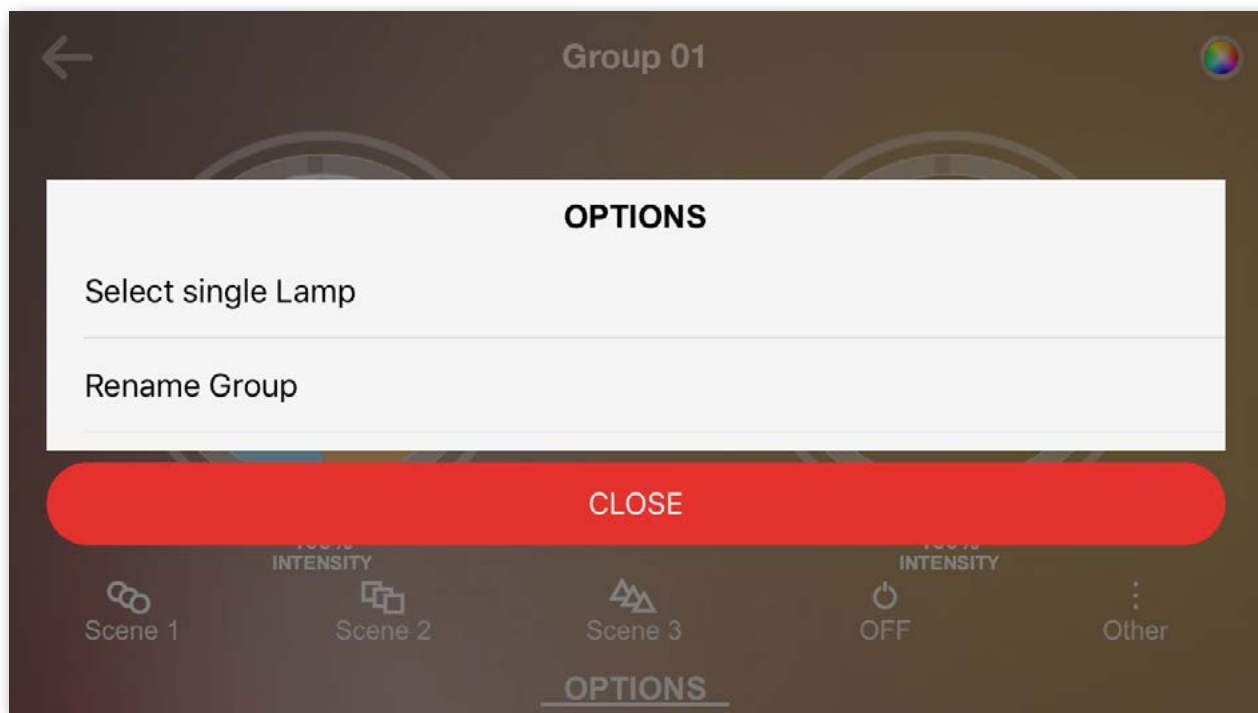 Group 01
OPTIONS
Select single Lamp
Rename Group
CLOSE
INTENSITY INTENSITY
Scene 1 Scene 2 Scene 3 OFF Other
OPTIONS